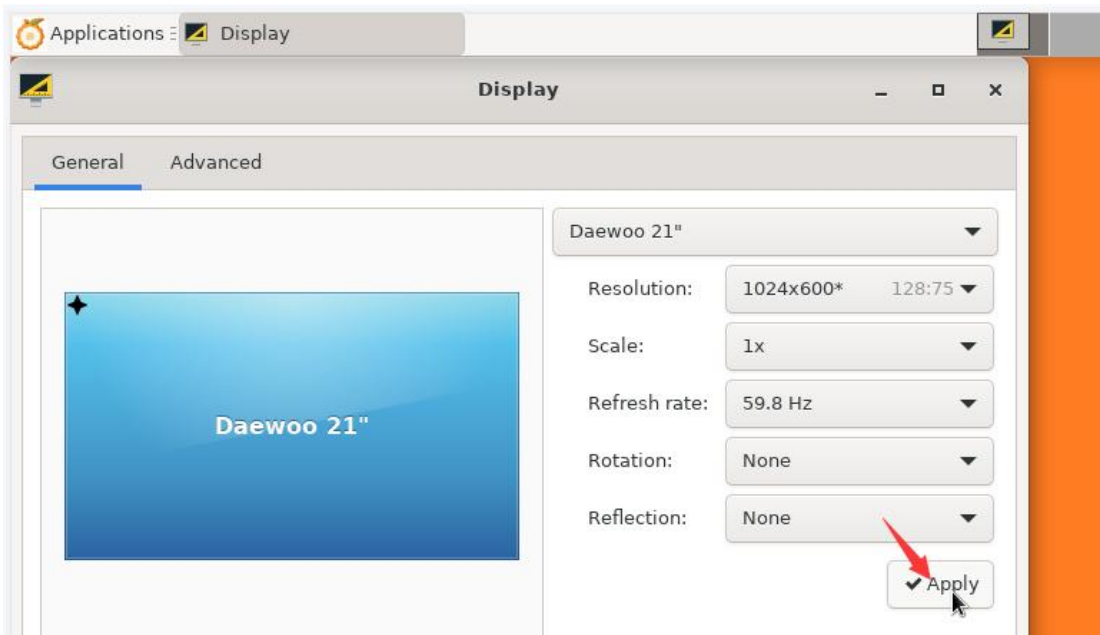 Applications Display
Display
General Advanced
Daewoo 21"
Resolution: 1024x600* 128:75
Scale: 1x
Daewoo 21"
Refresh rate: 59.8 Hz
Rotation: None
Reflection: None
Apply